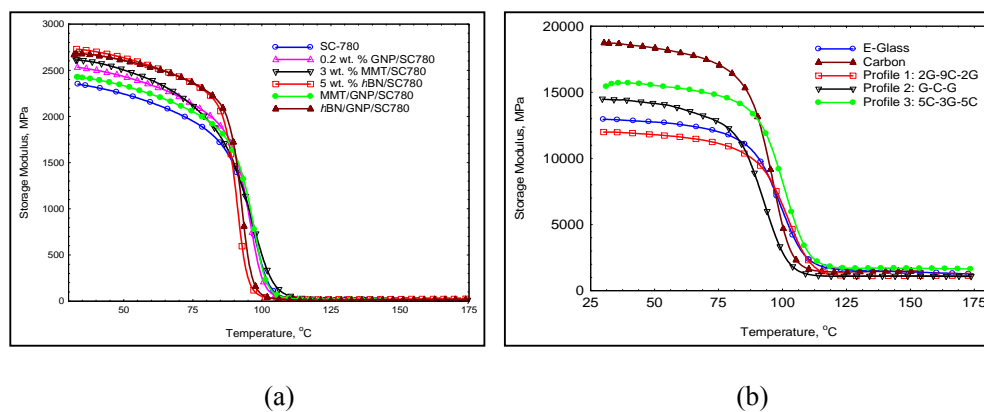 (a)
SC-780
0.2 wt. % GNP/SC780
3 wt. % MMT/SC780
5 wt. % hBN/SC780
MMT/GNP/SC780
hBN/GNP/SC780
Storage Modulus, MPa
3000
2500
2000
1500
1000
500
0
50
75
100
125
150
175
Temperature, °C
(b)
E-Glass
Carbon
Profile 1: 2G-9C-2G
Profile 2: G-C-G
Profile 3: 5C-3G-5C
Storage Modulus, MPa
20000
15000
10000
5000
0
25
50
75
100
125
150
175
Temperature, °C
(a)
(b)